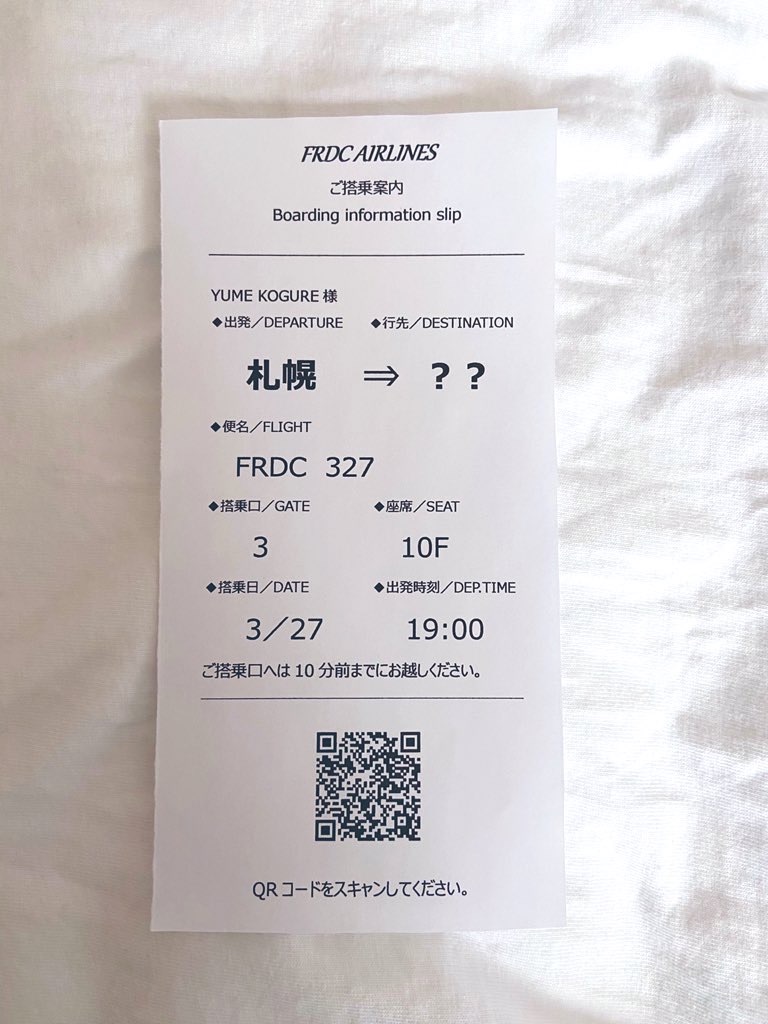 FRDC AIRLINES
ご搭乗案内
Boarding information slip
YUME KOGURE 様
◆出発／DEPARTURE ◆行先／DESTINATION
札幌 ⇒ ？？
◆便名／FLIGHT
FRDC 327
◆搭乗口／GATE ◆座席／SEAT
3 10F
◆搭乗日／DATE ◆出発時刻／DEP.TIME
3／27 19:00
ご搭乗口へは 10 分前までにお越しください。
QR コードをスキャンしてください。